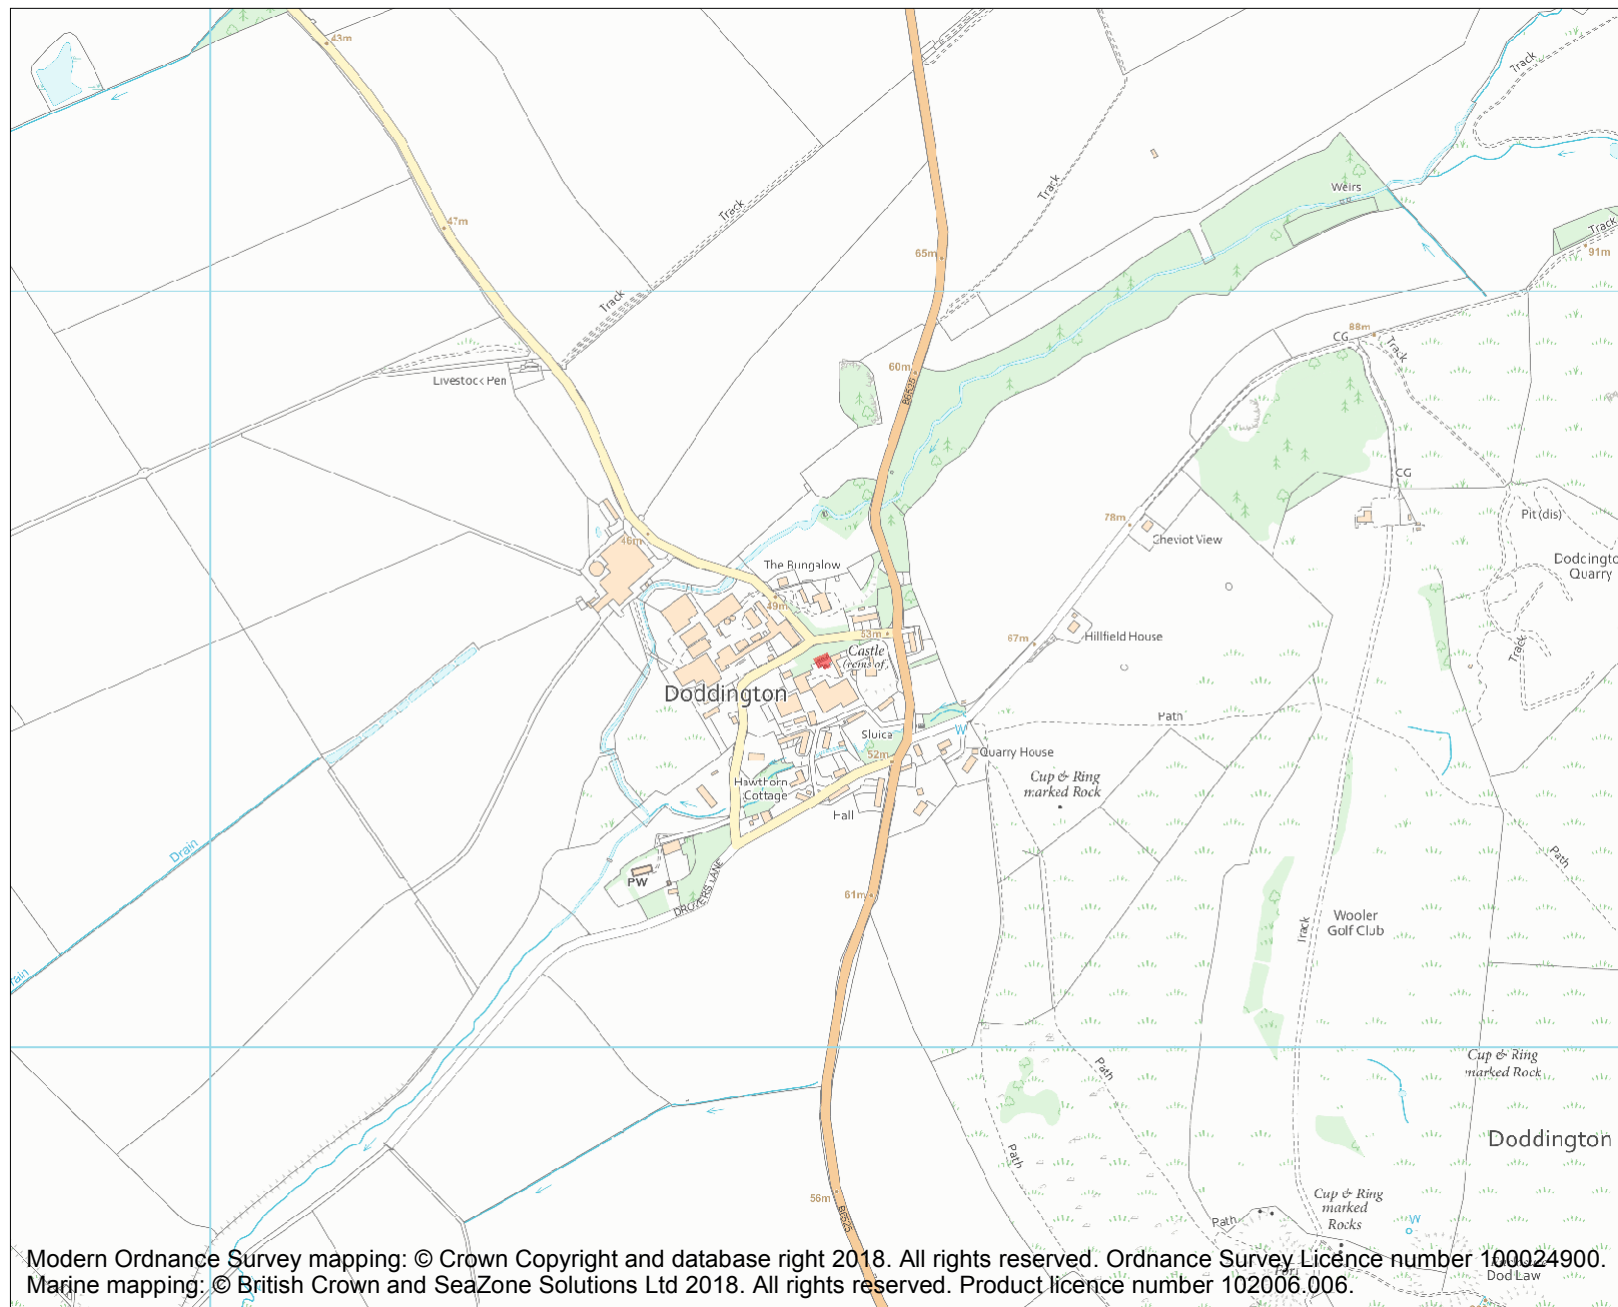 43m
Track
47m
Weirs
Track
Track
Track
65m
91m
Track
88m
CG
Track
60m
B6525
Livestock Pen
CG
78m
Pit (dis)
Cheviot View
46m
The Bungalow
Quarry
49m
53m
67m
Hillfield House
Castle
(rems of)
Track
Doddington
Path
W
Sluice
52m
Quarry House
Hawthorn
Cottage
Cup & Ring
marked Rock
Hall
Drain
Path
PW
DROVERS LANE
61m
Wooler
Golf Club
Track
Path
Cup & Ring
marked Rock
Doddington
Path
56m
B6525
Cup & Ring
marked
Rocks
Path
W
Fort
Dod Law
Modern Ordnance Survey mapping: © Crown Copyright and database right 2018. All rights reserved. Ordnance Survey Licence number 100024900.
Marine mapping: © British Crown and SeaZone Solutions Ltd 2018. All rights reserved. Product licence number 102006.006.